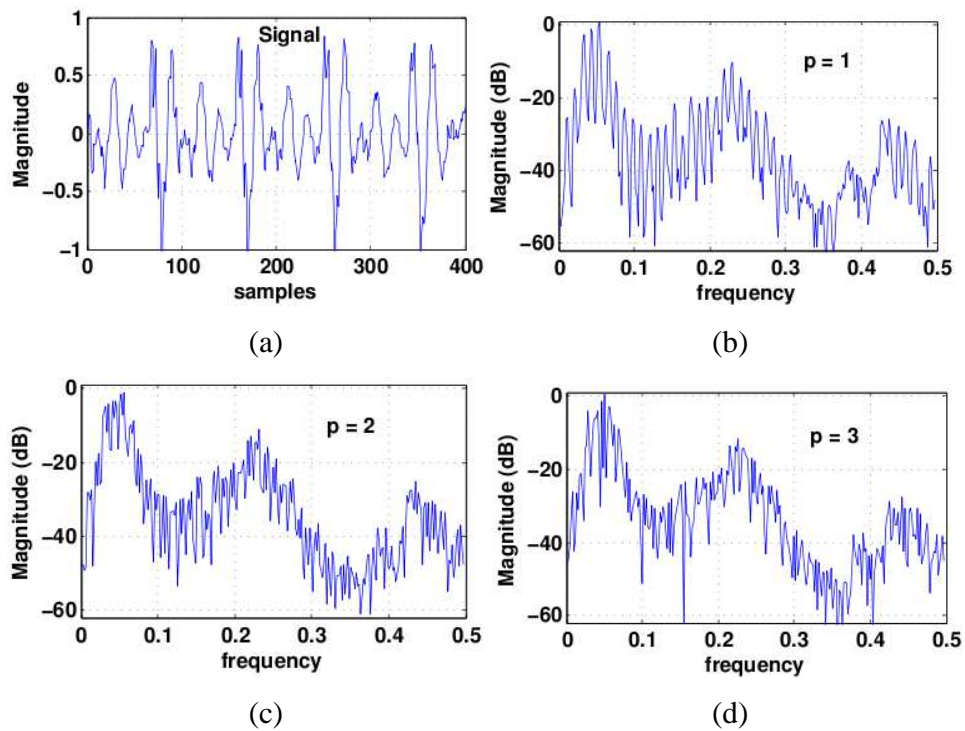 Signal
Magnitude
1
0.5
0
−0.5
−1
0
100
200
300
400
samples
(a)
p = 1
Magnitude (dB)
0
−20
−40
−60
0
0.1
0.2
0.3
0.4
0.5
frequency
(b)
p = 2
Magnitude (dB)
0
−20
−40
−60
0
0.1
0.2
0.3
0.4
0.5
frequency
(c)
p = 3
Magnitude (dB)
0
−20
−40
−60
0
0.1
0.2
0.3
0.4
0.5
frequency
(d)